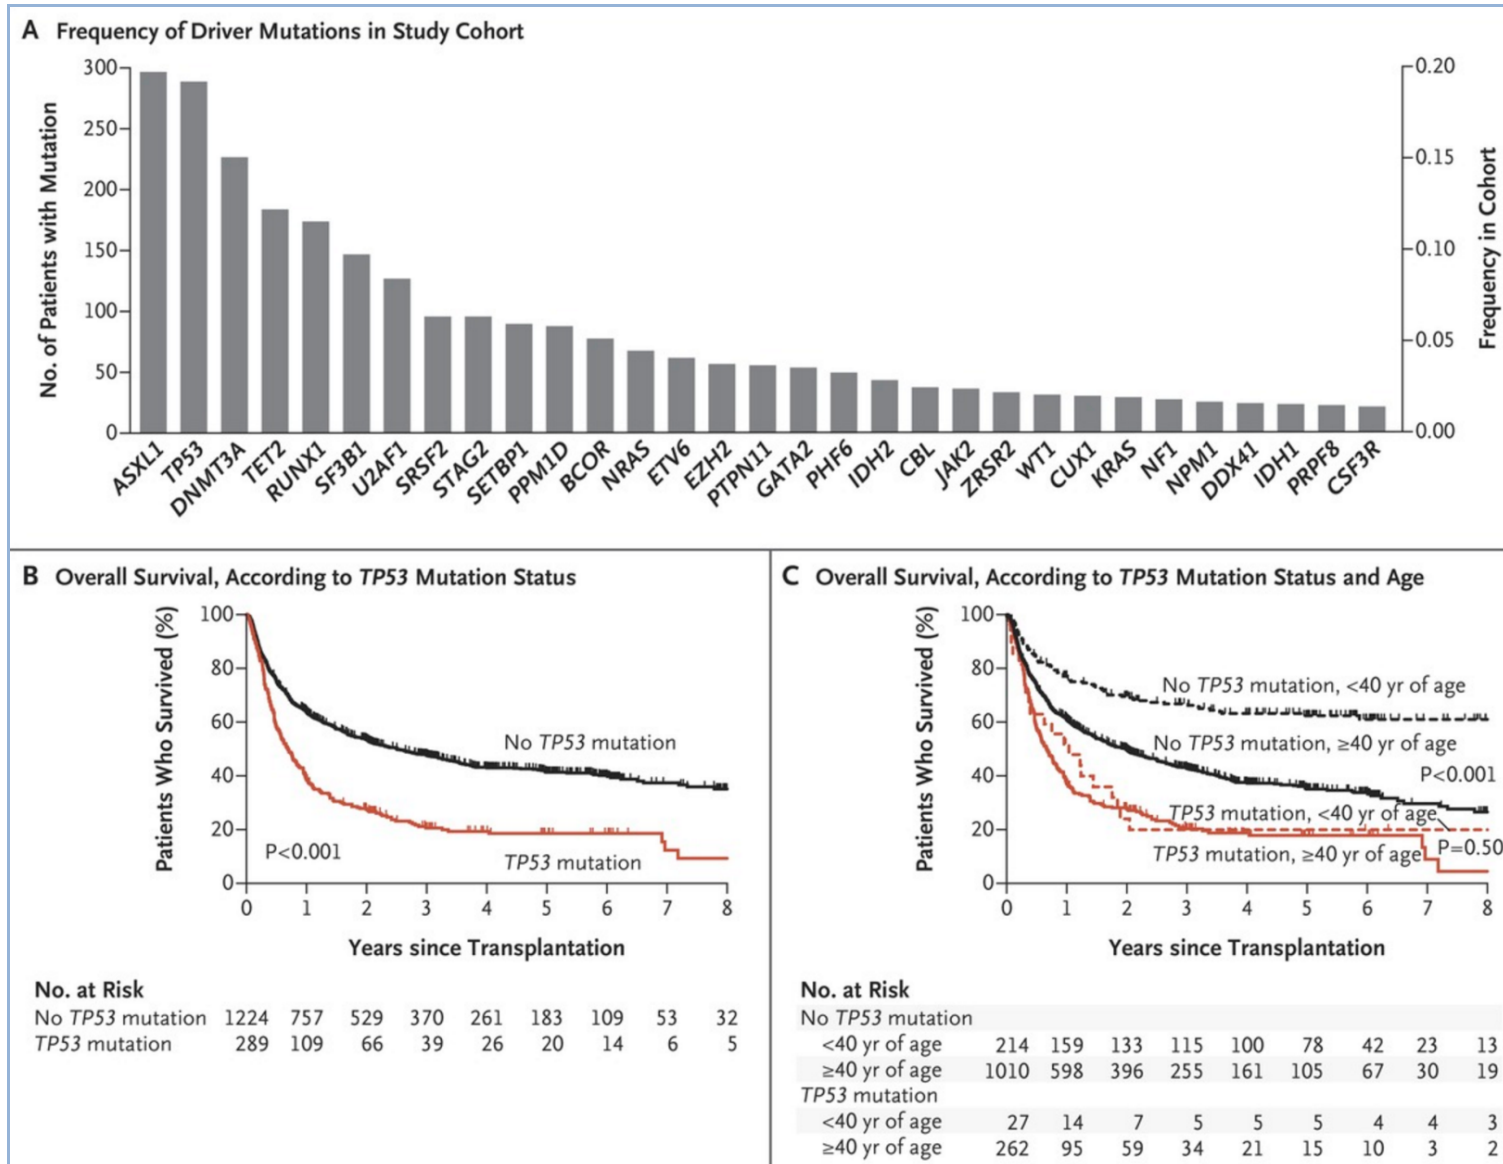 A Frequency of Driver Mutations in Study Cohort
No. of Patients with Mutation
300
250
200
150
100
50
0
0.20
0.15
0.10
0.05
0.00
Frequency in Cohort
ASXL1
TP53
DNMT3A
TET2
RUNX1
SF3B1
U2AF1
SRSF2
STAG2
SETBP1
PPM1D
BCOR
NRAS
ETV6
EZH2
PTPN11
GATA2
PHF6
IDH2
CBL
JAK2
ZRSR2
WT1
CUX1
KRAS
NF1
NPM1
DDX41
IDH1
PRPF8
CSF3R
B Overall Survival, According to TP53 Mutation Status
Patients Who Survived (%)
100
80
60
40
20
0
No TP53 mutation
P<0.001
TP53 mutation
0 1 2 3 4 5 6 7 8
Years since Transplantation
No. at Risk
No TP53 mutation 1224 757 529 370 261 183 109 53 32
TP53 mutation 289 109 66 39 26 20 14 6 5
C Overall Survival, According to TP53 Mutation Status and Age
Patients Who Survived (%)
100
80
60
40
20
0
No TP53 mutation, <40 yr of age
No TP53 mutation, ≥40 yr of age
P<0.001
TP53 mutation, <40 yr of age
TP53 mutation, ≥40 yr of age
P=0.50
0 1 2 3 4 5 6 7 8
Years since Transplantation
No. at Risk
No TP53 mutation
<40 yr of age 214 159 133 115 100 78 42 23 13
≥40 yr of age 1010 598 396 255 161 105 67 30 19
TP53 mutation
<40 yr of age 27 14 7 5 5 5 4 4 3
≥40 yr of age 262 95 59 34 21 15 10 3 2